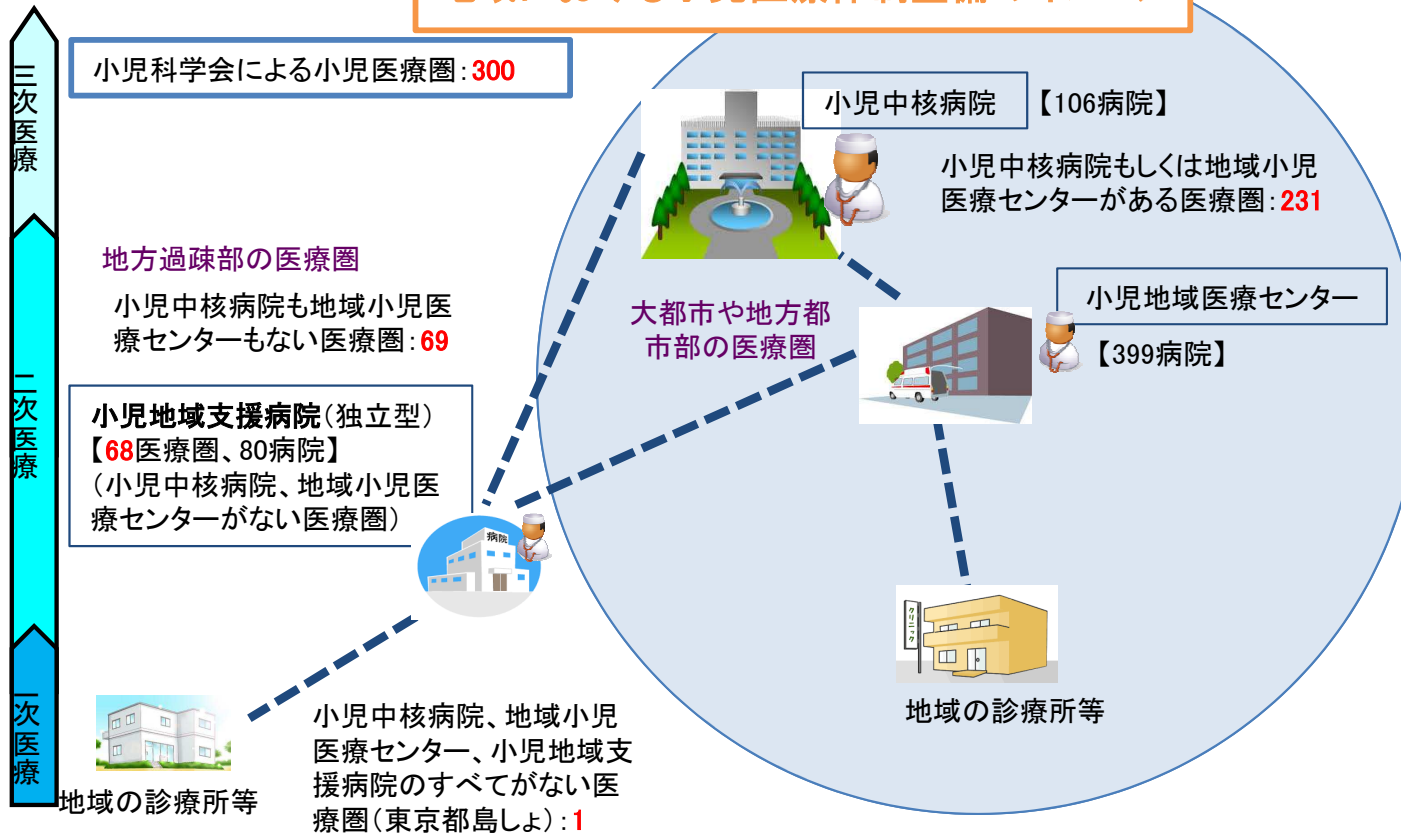 三次医療
二次医療
一次医療
小児科学会による小児医療圏：300
小児中核病院
【106病院】
小児中核病院もしくは地域小児
医療センターがある医療圏：231
地方過疎部の医療圏
小児中核病院も地域小児医
療センターもない医療圏：69
大都市や地方都
市部の医療圏
小児地域医療センター
【399病院】
小児地域支援病院（独立型）
【68医療圏、80病院】
（小児中核病院、地域小児医
療センターがない医療圏）
病院
クリニック
地域の診療所等
地域の診療所等
小児中核病院、地域小児
医療センター、小児地域支
援病院のすべてがない医
療圏（東京都島しょ）：1